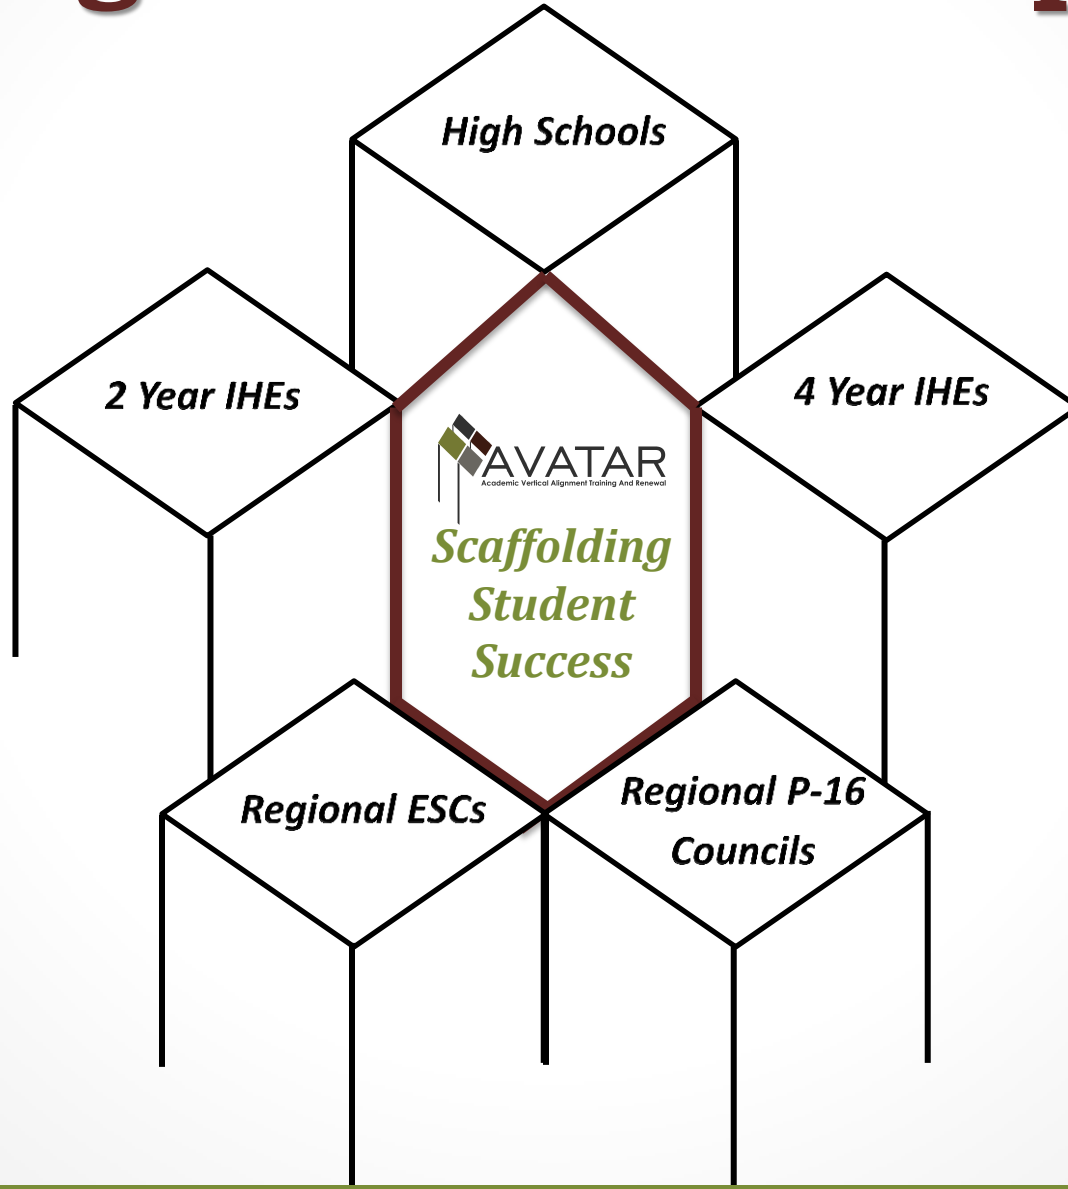 High Schools
2 Year IHEs
4 Year IHEs
AVATAR
Academic Vertical Alignment Training And Renewal
Scaffolding
Student
Success
Regional ESCs
Regional P-16
Councils